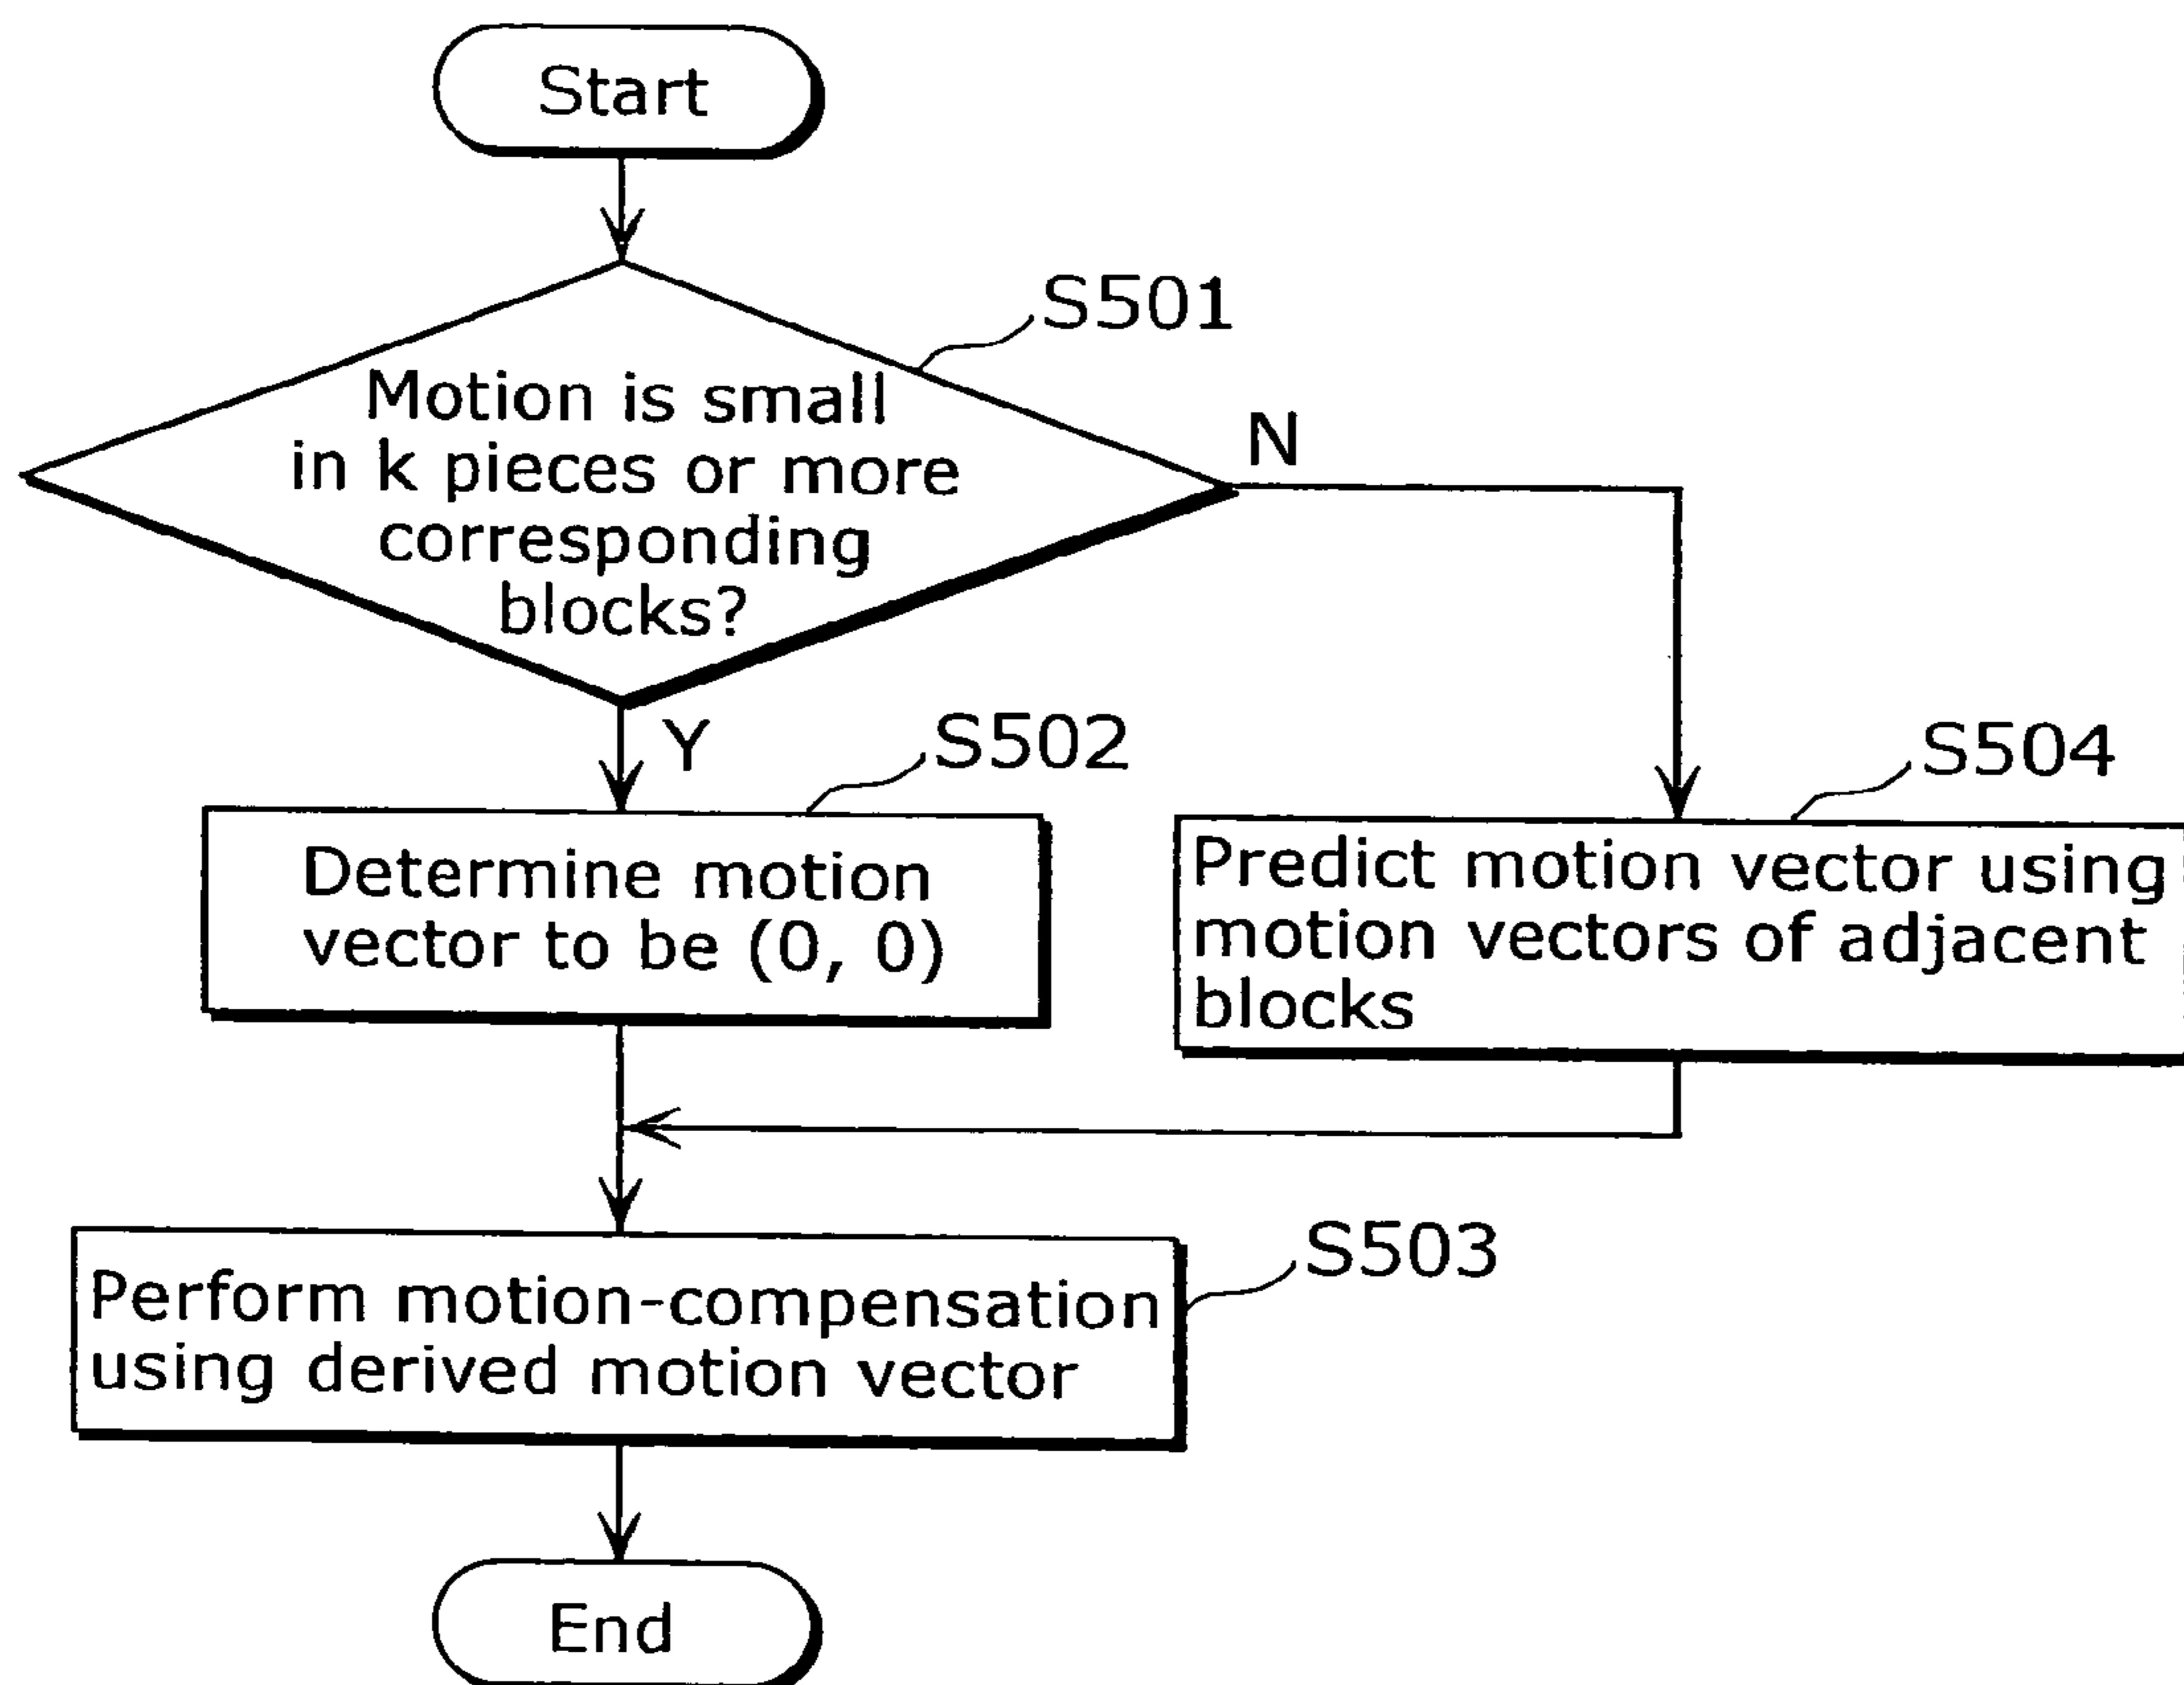 Start
S501
Motion is small
in k pieces or more
corresponding
blocks?
N
Y
S502
Determine motion
vector to be (0, 0)
S504
Predict motion vector using
motion vectors of adjacent
blocks
S503
Perform motion-compensation
using derived motion vector
End